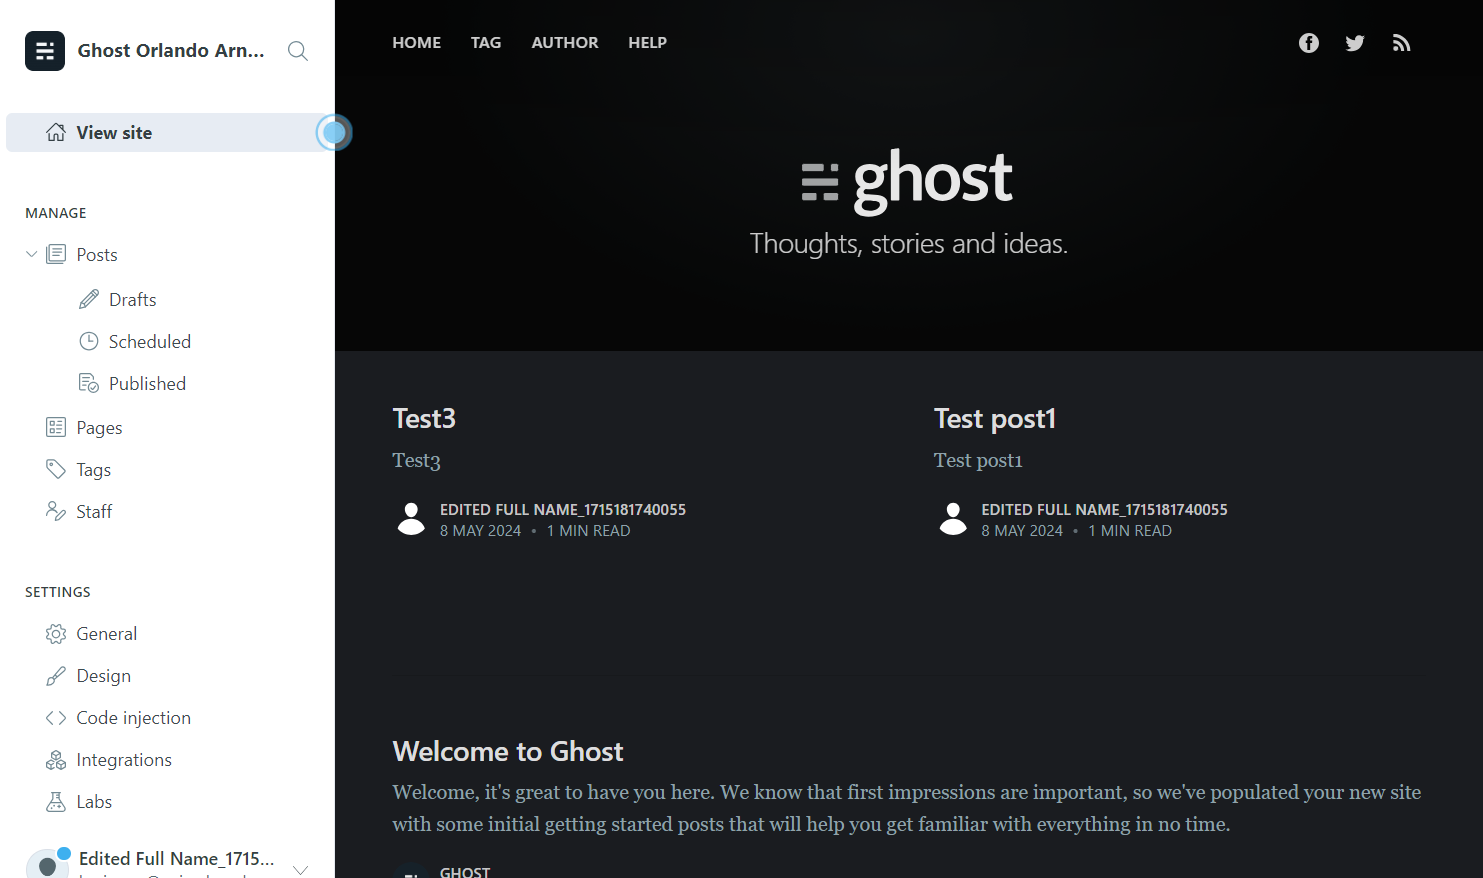 Ghost Orlando Arn...
View site
MANAGE
Posts
Drafts
Scheduled
Published
Pages
Tags
Staff
SETTINGS
General
Design
Code injection
Integrations
Labs
Edited Full Name_1715...
HOME TAG AUTHOR HELP
ghost
Thoughts, stories and ideas.
Test3
Test3
EDITED FULL NAME_1715181740055
8 MAY 2024 • 1 MIN READ
Test post1
Test post1
EDITED FULL NAME_1715181740055
8 MAY 2024 • 1 MIN READ
Welcome to Ghost
Welcome, it's great to have you here. We know that first impressions are important, so we've populated your new site
with some initial getting started posts that will help you get familiar with everything in no time.
GHOST